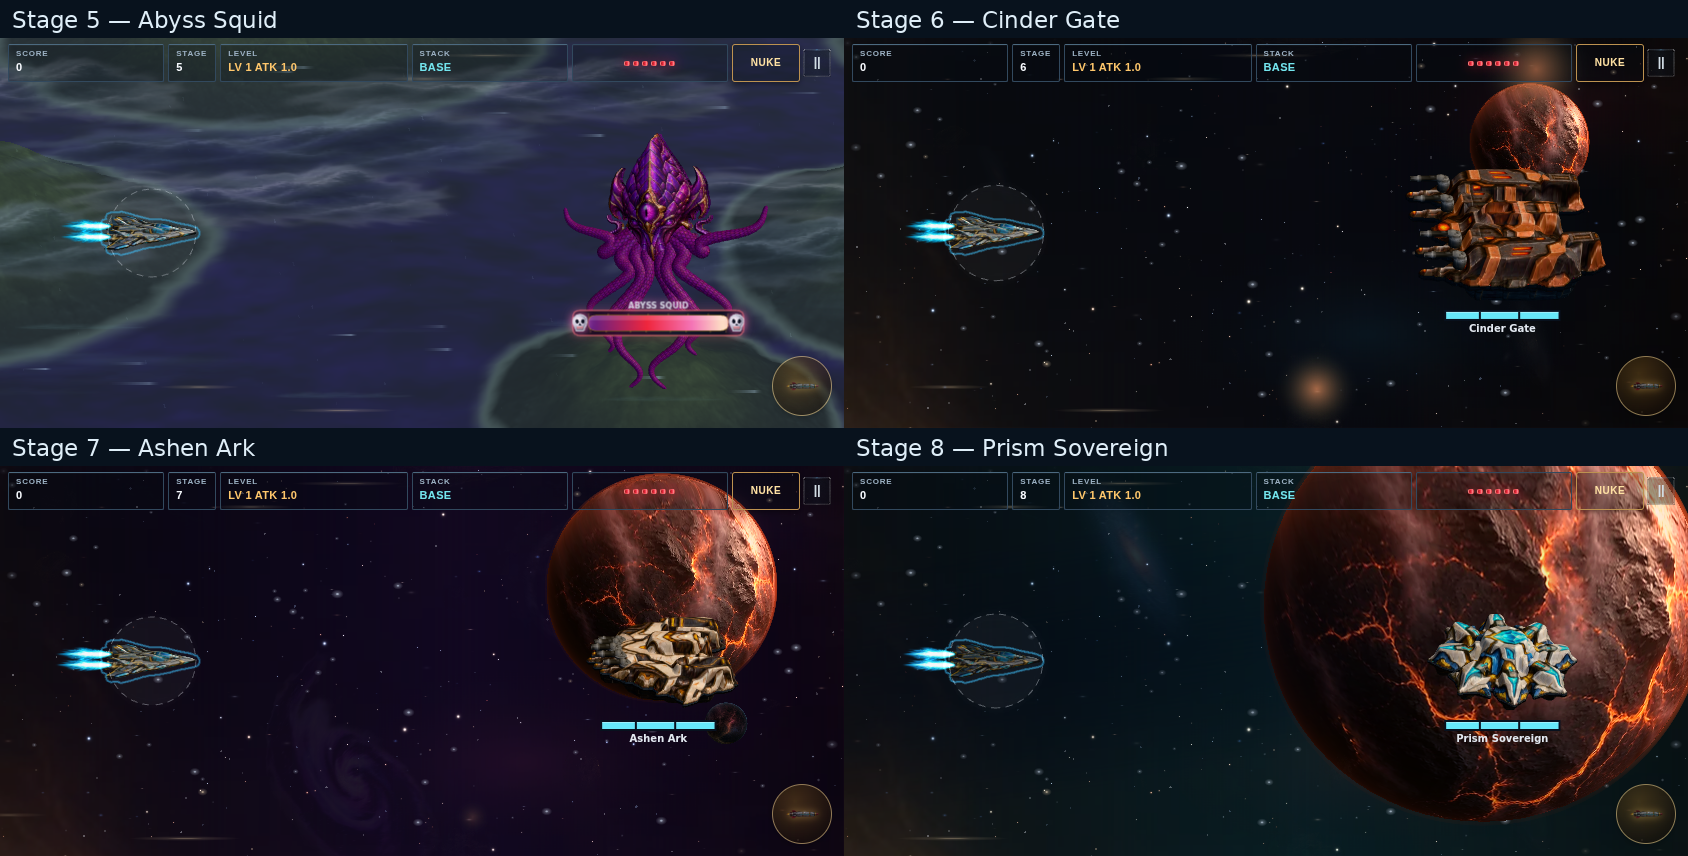 Stage 5 — Abyss Squid
SCORE
0
STAGE
5
LEVEL
LV 1 ATK 1.0
STACK
BASE
NUKE
ABYSS SQUID
Stage 6 — Cinder Gate
SCORE
0
STAGE
6
LEVEL
LV 1 ATK 1.0
STACK
BASE
NUKE
Cinder Gate
Stage 7 — Ashen Ark
SCORE
0
STAGE
7
LEVEL
LV 1 ATK 1.0
STACK
BASE
NUKE
Ashen Ark
Stage 8 — Prism Sovereign
SCORE
0
STAGE
8
LEVEL
LV 1 ATK 1.0
STACK
BASE
NUKE
Prism Sovereign